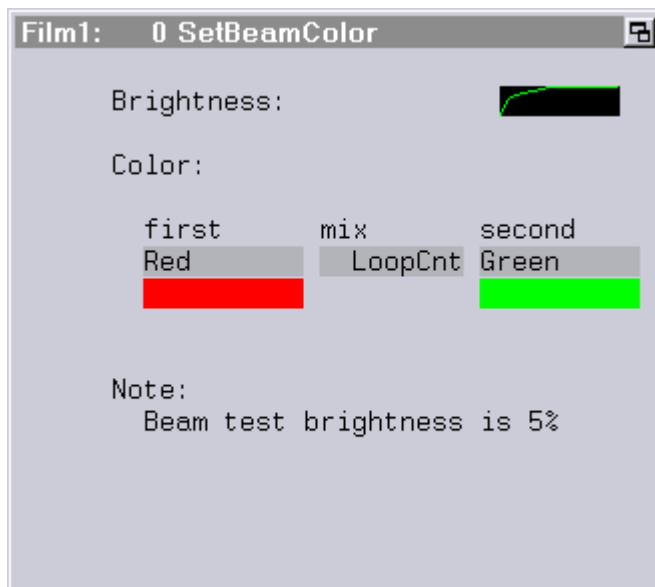 Film1: 0 SetBeamColor
Brightness:
Color:
first mix second
Red LoopCnt Green
Note:
Beam test brightness is 5%